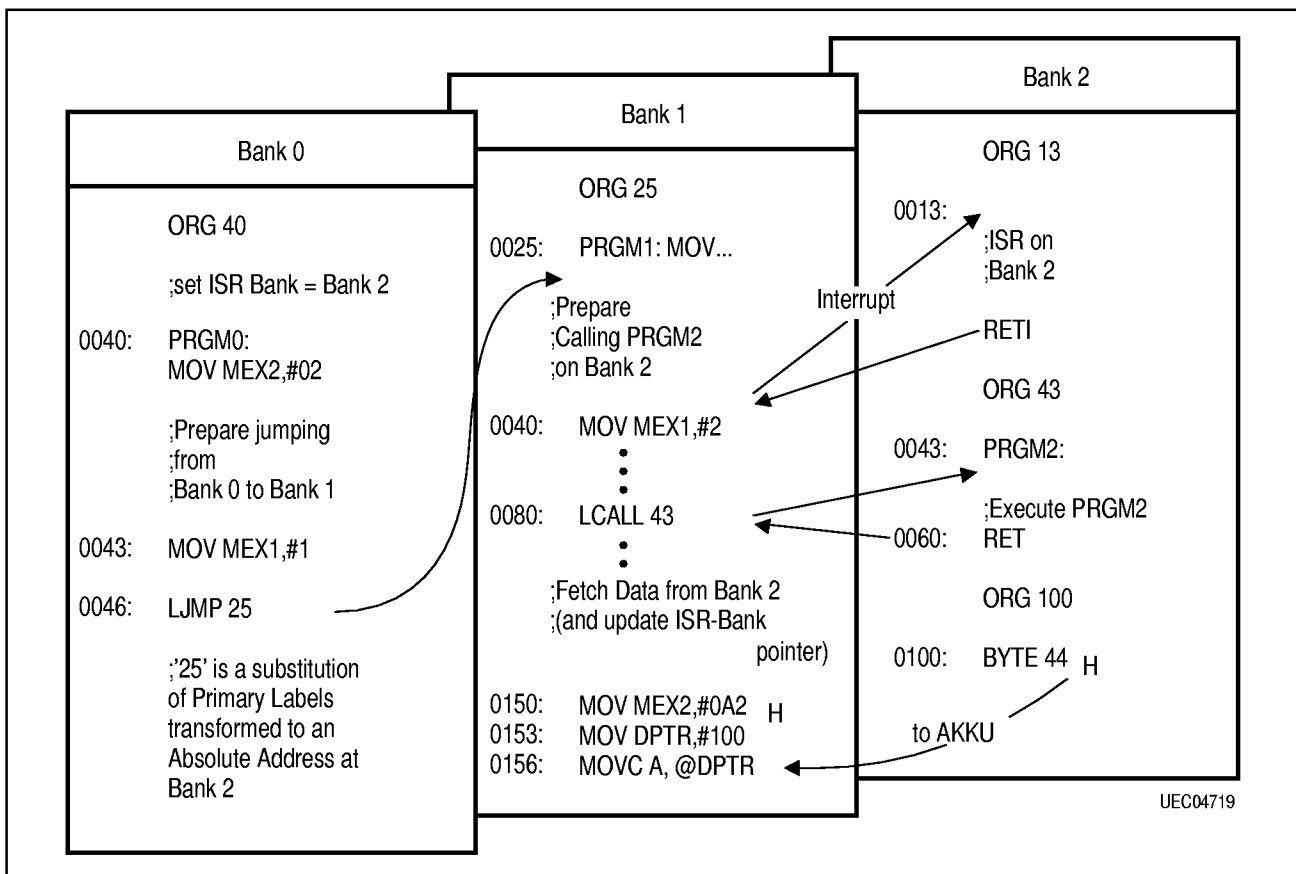 Bank 0
ORG 40
;set ISR Bank = Bank 2
0040: PRGM0:
MOV MEX2,#02
;Prepare jumping
;from
;Bank 0 to Bank 1
0043: MOV MEX1,#1
0046: LJMP 25
;'25' is a substitution
of Primary Labels
transformed to an
Absolute Address at
Bank 2
Bank 1
ORG 25
0025: PRGM1: MOV...
;Prepare
;Calling PRGM2
;on Bank 2
0040: MOV MEX1,#2
0080: LCALL 43
;Fetch Data from Bank 2
;(and update ISR-Bank
pointer)
0150: MOV MEX2,#0A2 H
0153: MOV DPTR,#100
0156: MOVC A, @DPTR
Interrupt
Bank 2
ORG 13
0013:
;ISR on
;Bank 2
RETI
ORG 43
0043: PRGM2:
;Execute PRGM2
0060: RET
ORG 100
0100: BYTE 44 H
to AKKU
UEC04719